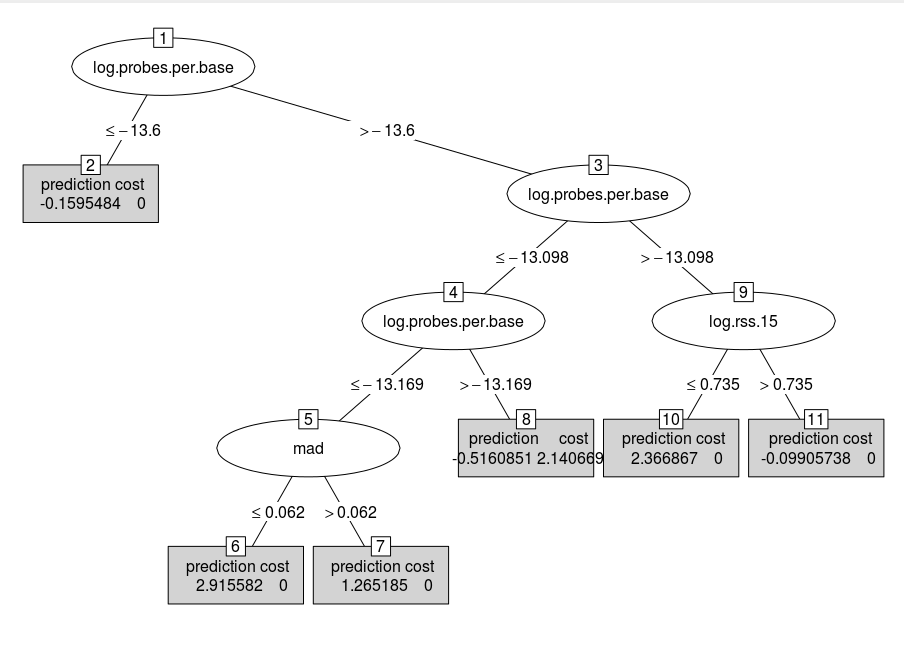 1
log.probes.per.base
≤ −13.6
> −13.6
2
prediction cost
-0.1595484 0
3
log.probes.per.base
≤ −13.098
> −13.098
4
log.probes.per.base
9
log.rss.15
≤ −13.169
> −13.169
≤ 0.735
> 0.735
5
mad
8
prediction cost
-0.5160851 2.140669
10
prediction cost
2.366867 0
11
prediction cost
-0.09905738 0
≤ 0.062
> 0.062
6
prediction cost
2.915582 0
7
prediction cost
1.265185 0